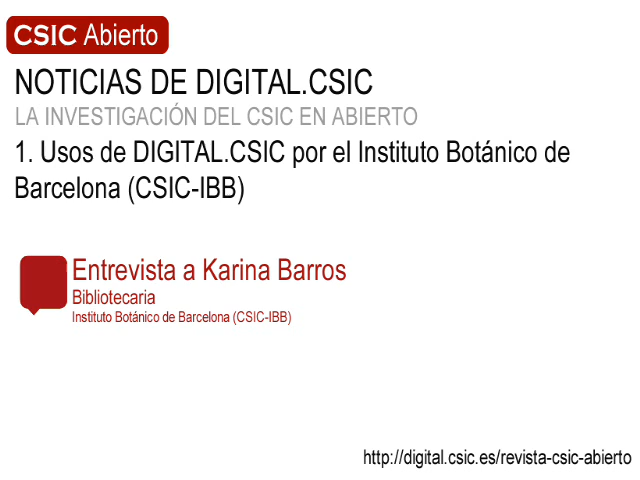 CSIC Abierto
NOTICIAS DE DIGITAL.CSIC
LA INVESTIGACIÓN DEL CSIC EN ABIERTO
1. Usos de DIGITAL.CSIC por el Instituto Botánico de
Barcelona (CSIC-IBB)
Entrevista a Karina Barros
Bibliotecaria
Instituto Botánico de Barcelona (CSIC-IBB)
http://digital.csic.es/revista-csic-abierto